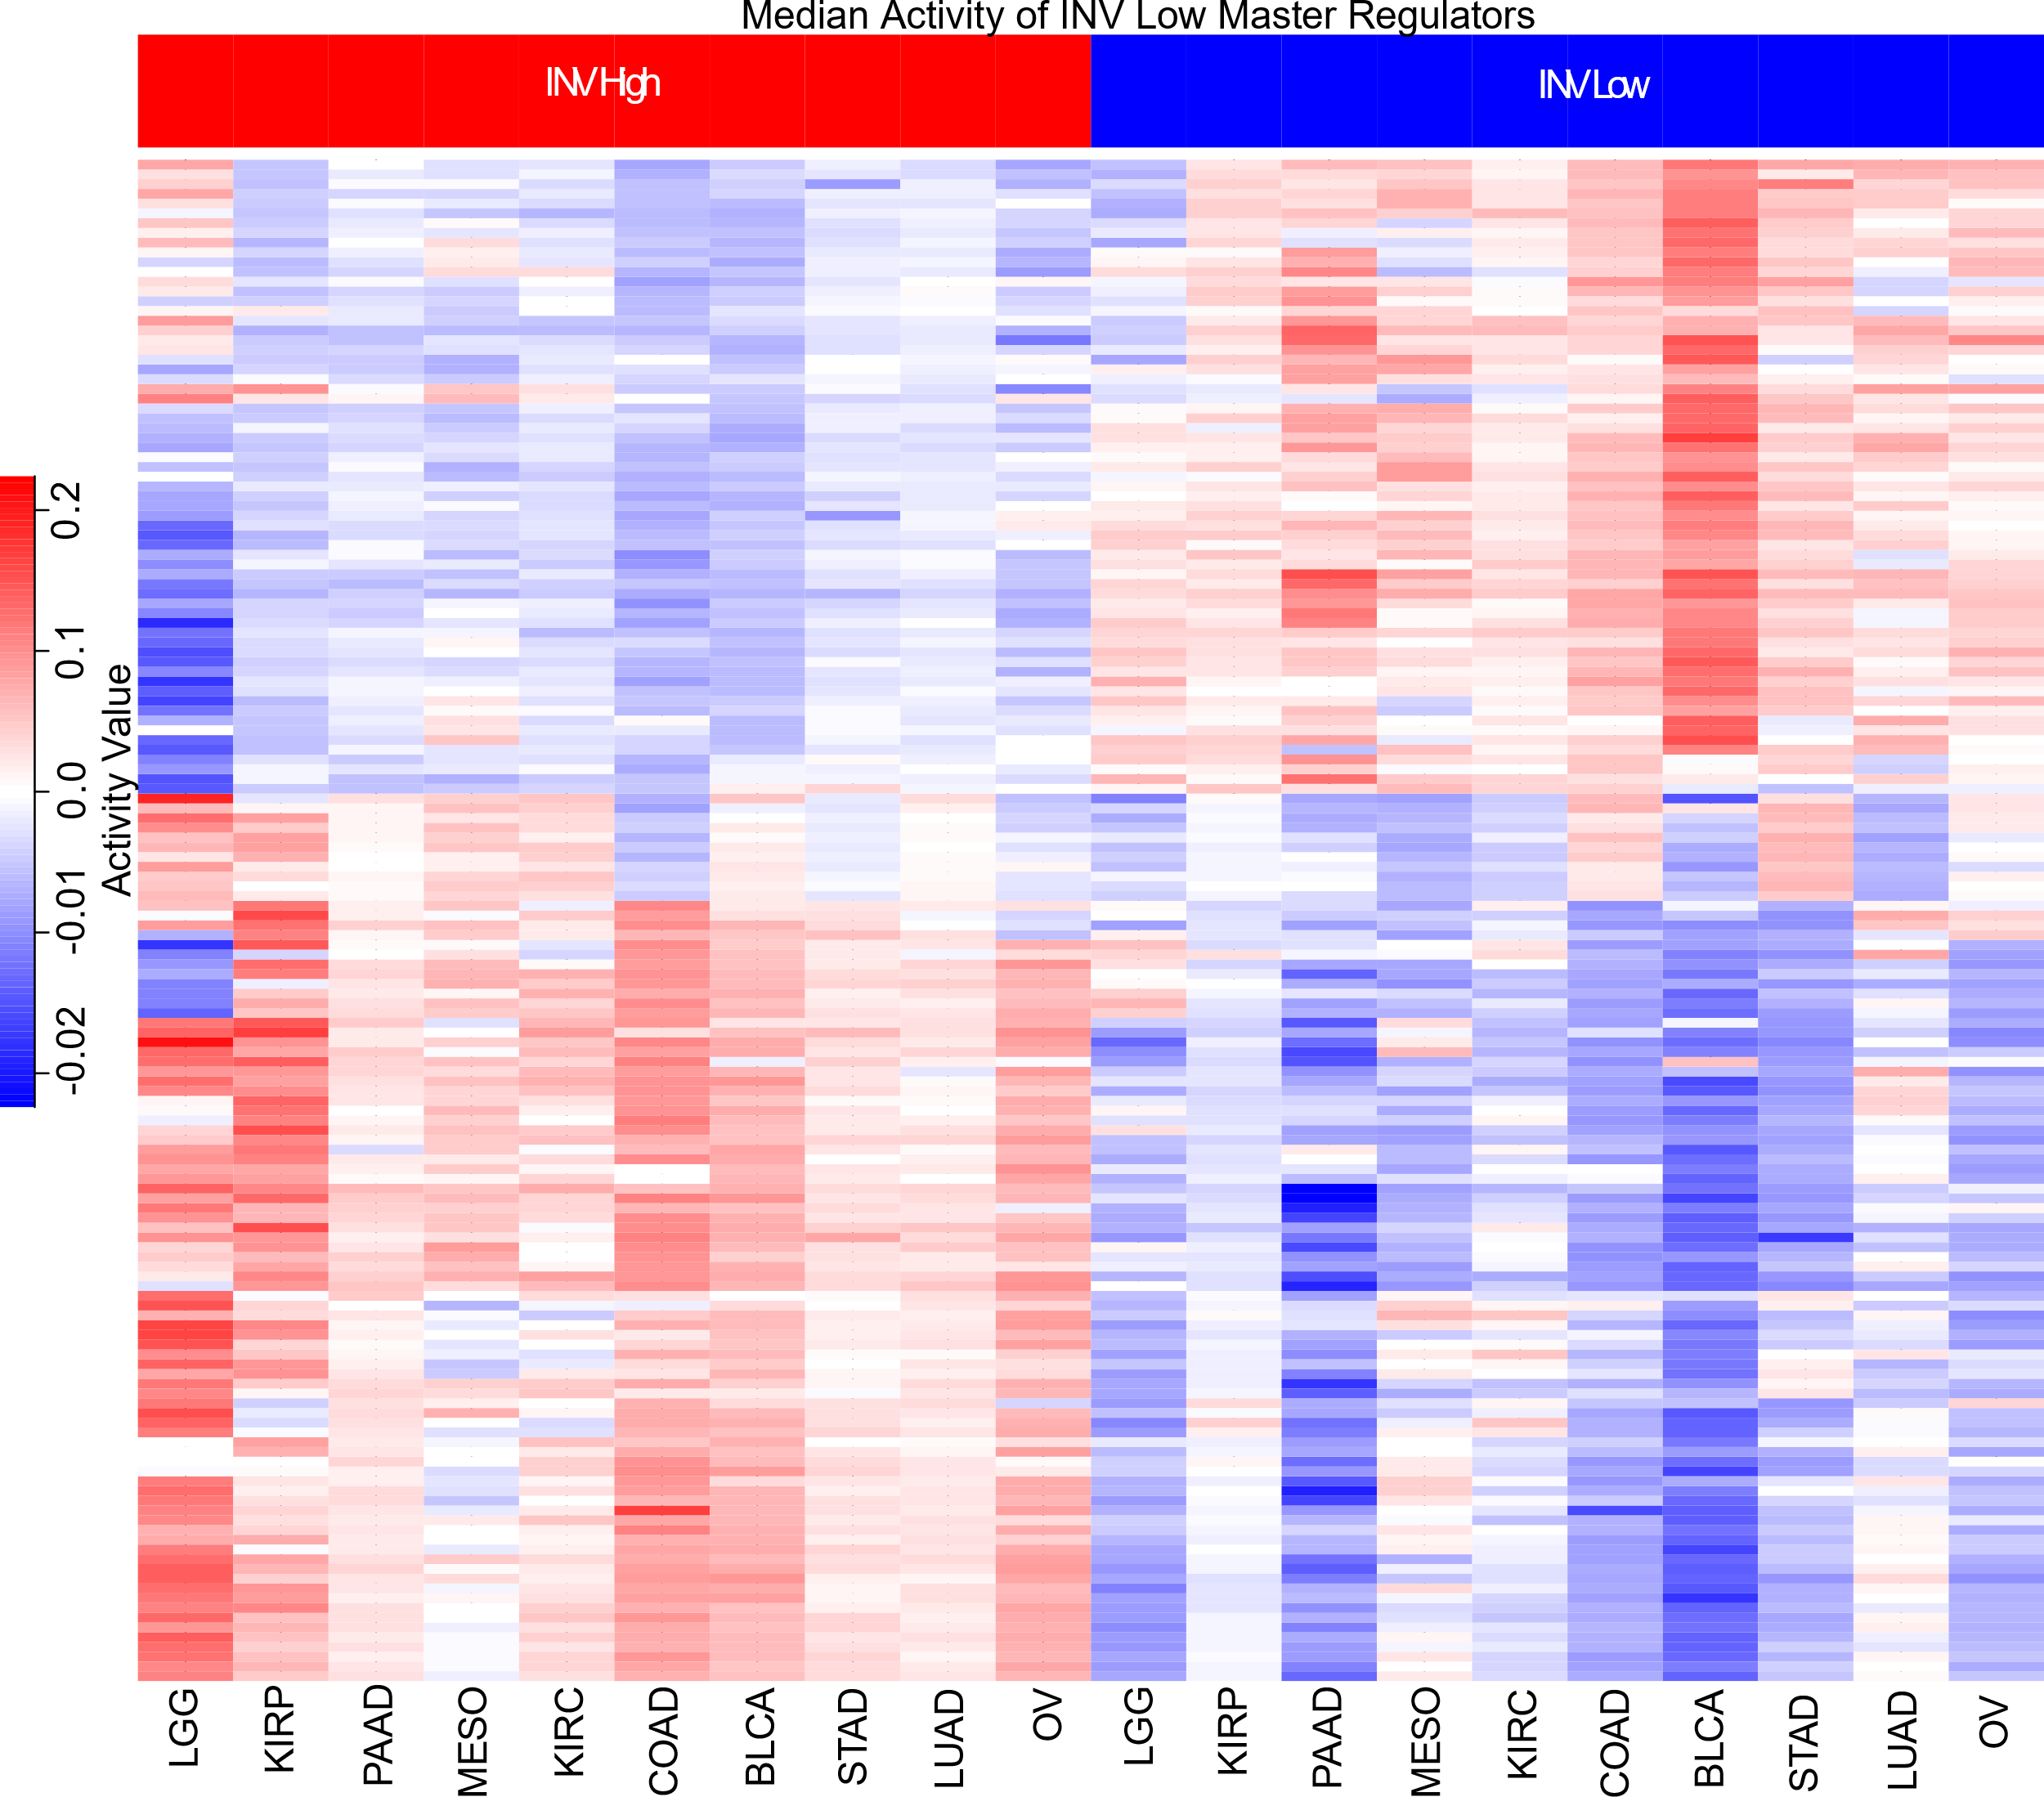 Median Activity of INV Low Master Regulators
INV High
INV Low
0.2
0.1
0.0
-0.01
-0.02
Activity Value
LGG
KIRP
PAAD
MESO
KIRC
COAD
BLCA
STAD
LUAD
OV
LGG
KIRP
PAAD
MESO
KIRC
COAD
BLCA
STAD
LUAD
OV